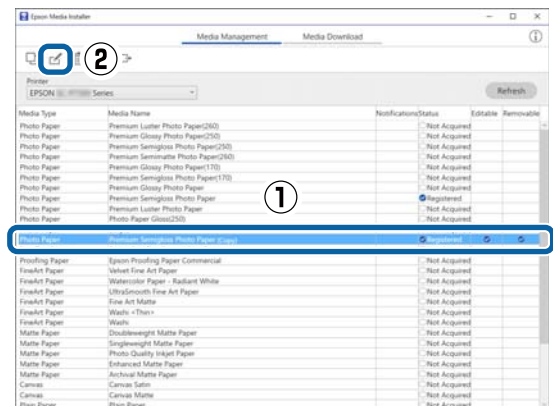 Epson Media Installer
Media Management Media Download
②
Printer
EPSON Series
Refresh
Media Type Media Name Notifications Status Editable Removable
Photo Paper Premium Luster Photo Paper(260) Not Acquired
Photo Paper Premium Glossy Photo Paper(250) Not Acquired
Photo Paper Premium Semigloss Photo Paper(250) Not Acquired
Photo Paper Premium Semimatte Photo Paper(260) Not Acquired
Photo Paper Premium Glossy Photo Paper(170) Not Acquired
Photo Paper Premium Semigloss Photo Paper(170) Not Acquired
Photo Paper Premium Glossy Photo Paper Not Acquired
Photo Paper Premium Semigloss Photo Paper Registered
Photo Paper Premium Luster Photo Paper Not Acquired
Photo Paper Photo Paper Gloss(250) Not Acquired
①
Photo Paper Premium Semigloss Photo Paper (Copy) Registered
Proofing Paper Epson Proofing Paper Commercial Not Acquired
FineArt Paper Velvet Fine Art Paper Not Acquired
FineArt Paper Watercolor Paper - Radiant White Not Acquired
FineArt Paper UltraSmooth Fine Art Paper Not Acquired
FineArt Paper Fine Art Matte Not Acquired
FineArt Paper Washi <Thin> Not Acquired
FineArt Paper Washi Not Acquired
Matte Paper Doubleweight Matte Paper Not Acquired
Matte Paper Singleweight Matte Paper Not Acquired
Matte Paper Photo Quality Inkjet Paper Not Acquired
Matte Paper Enhanced Matte Paper Not Acquired
Matte Paper Archival Matte Paper Not Acquired
Canvas Canvas Satin Not Acquired
Canvas Canvas Matte Not Acquired
Plain Paper Plain Paper Not Acquired